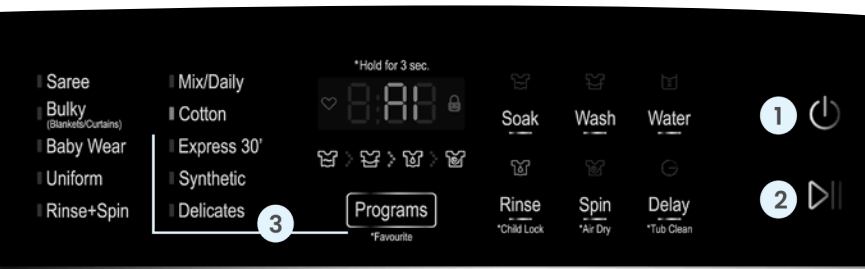 *Hold for 3 sec.
Saree
Mix/Daily
AI
Bulky
(Blankets/Curtains)
Cotton
Soak
Wash
Water
1
Baby Wear
Express 30'
Uniform
Synthetic
2
Rinse+Spin
Delicates
3
Programs
*Favourite
Rinse
*Child Lock
Spin
*Air Dry
Delay
*Tub Clean